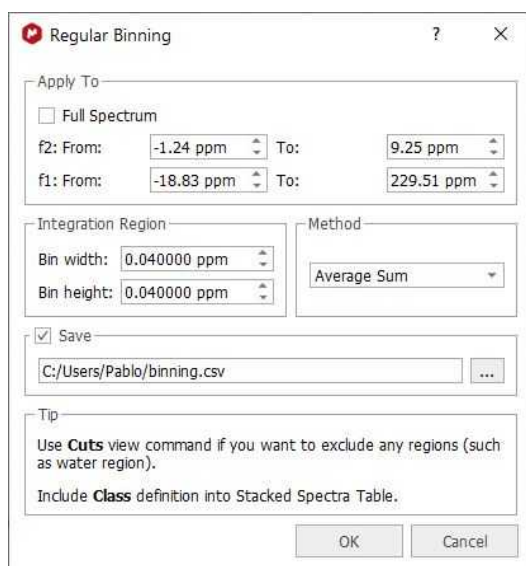 Regular Binning ?
Apply To
Full Spectrum
f2: From: -1.24 ppm To: 9.25 ppm
f1: From: -18.83 ppm To: 229.51 ppm
Integration Region Method
Bin width: 0.040000 ppm
Average Sum
Bin height: 0.040000 ppm
Save
C:/Users/Pablo/binning.csv ...
Tip
Use Cuts view command if you want to exclude any regions (such
as water region).
Include Class definition into Stacked Spectra Table.
OK Cancel